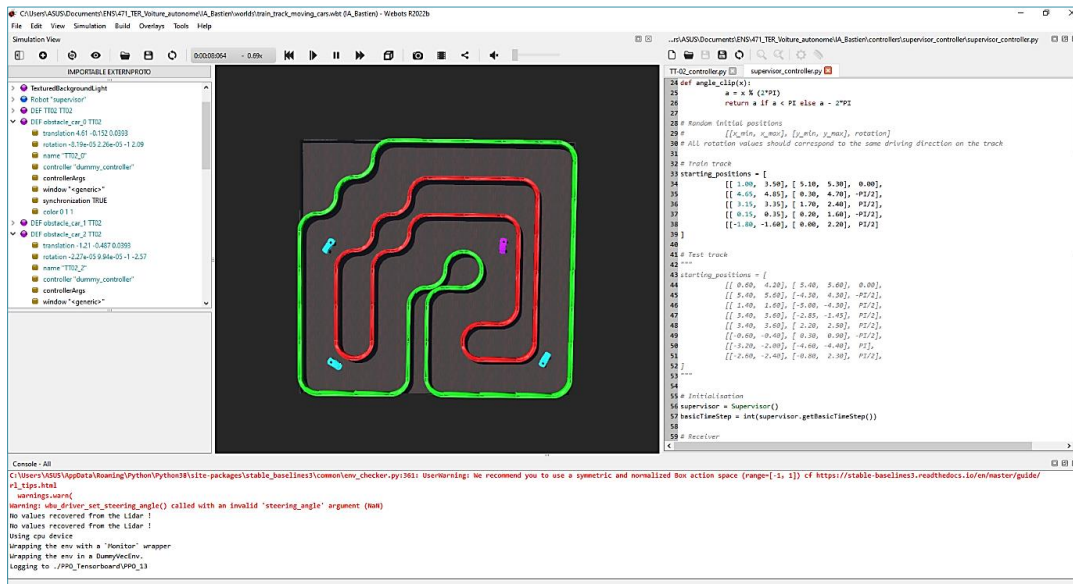 C:\Users\ASUS\Documents\ENS\471_TER_Voiture_autonome\IA_Bastien\worlds\train_track_moving_cars.wbt (IA_Bastien) - Webots R2022b
File Edit View Simulation Build Overlays Tools Help
Simulation View
0:00:08:064 - 0.69x
IMPORTABLE EXTERNPROTO
TexturedBackgroundLight
Robot "supervisor"
DEF TT02 TT02
DEF obstacle_car_0 TT02
translation 4.61 -0.152 0.0393
rotation -8.19e-05 2.26e-05 -1 2.09
name "TT02_0"
controller "dummy_controller"
controllerArgs
window "<generic>"
synchronization TRUE
color 0 1 1
DEF obstacle_car_1 TT02
DEF obstacle_car_2 TT02
translation -1.21 -0.487 0.0393
rotation -2.27e-05 9.94e-05 -1 -2.57
name "TT02_2"
controller "dummy_controller"
controllerArgs
window "<generic>"
...rs\ASUS\Documents\ENS\471_TER_Voiture_autonome\IA_Bastien\controllers\supervisor_controller\supervisor_controller.py
TT-02_controller.py supervisor_controller.py
24 def angle_clip(x):
25 a = x % (2*PI)
26 return a if a < PI else a - 2*PI
27
28 # Random initial positions
29 # [[x_min, x_max], [y_min, y_max], rotation]
30 # All rotation values should correspond to the same driving direction on the track
31
32 # Train track
33 starting_positions = [
34 [[ 1.00, 3.50], [ 5.10, 5.30], 0.00],
35 [[ 4.65, 4.85], [ 0.30, 4.70], -PI/2],
36 [[ 3.15, 3.35], [ 1.70, 2.40], PI/2],
37 [[ 0.15, 0.35], [ 0.20, 1.60], -PI/2],
38 [[-1.80, -1.60], [ 0.00, 2.20], PI/2]
39 ]
40
41 # Test track
42 """
43 starting_positions = [
44 [[ 0.60, 4.20], [ 5.40, 5.60], 0.00],
45 [[ 5.40, 5.60], [-4.30, 4.30], -PI/2],
46 [[ 1.40, 1.60], [-5.00, -4.30], PI/2],
47 [[ 3.40, 3.60], [-2.85, -1.45], PI/2],
48 [[ 3.40, 3.60], [ 2.20, 2.50], PI/2],
49 [[-0.60, -0.40], [ 0.30, 0.90], -PI/2],
50 [[-3.20, -2.00], [-4.60, -4.40], PI],
51 [[-2.60, -2.40], [-0.80, 2.30], PI/2],
52 ]
53 """
54
55 # Initialisation
56 supervisor = Supervisor()
57 basicTimeStep = int(supervisor.getBasicTimeStep())
58
59 # Receiver
Console - All
C:\Users\ASUS\AppData\Roaming\Python\Python38\site-packages\stable_baselines3\common\env_checker.py:361: UserWarning: We recommend you to use a symmetric and normalized Box action space (range=[-1, 1]) cf https://stable-baselines3.readthedocs.io/en/master/guide/
rl_tips.html
warnings.warn(
Warning: wbu_driver_set_steering_angle() called with an invalid 'steering_angle' argument (NaN)
No values recovered from the Lidar !
No values recovered from the Lidar !
Using cpu device
Wrapping the env with a `Monitor` wrapper
Wrapping the env in a DummyVecEnv.
Logging to ./PPO_Tensorboard\PPO_13